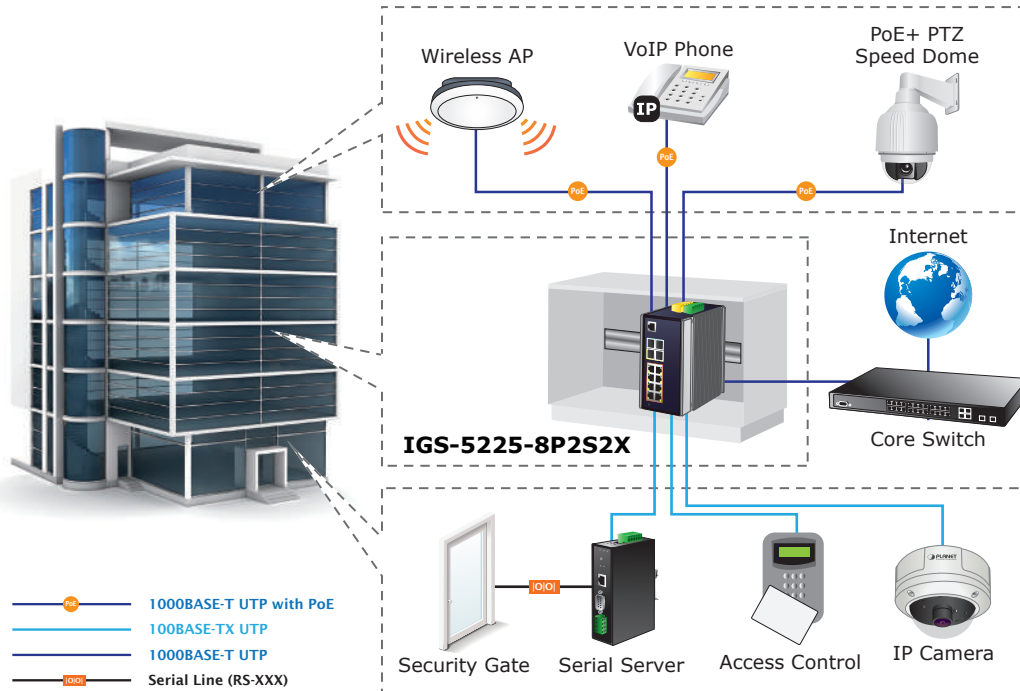 Wireless AP
VoIP Phone
PoE+ PTZ
Speed Dome
IP
PoE
PoE
PoE
Internet
IGS-5225-8P2S2X
Core Switch
PLANET
|O|O|
Security Gate
Serial Server
Access Control
IP Camera
PoE
1000BASE-T UTP with PoE
100BASE-TX UTP
1000BASE-T UTP
|O|O|
Serial Line (RS-XXX)